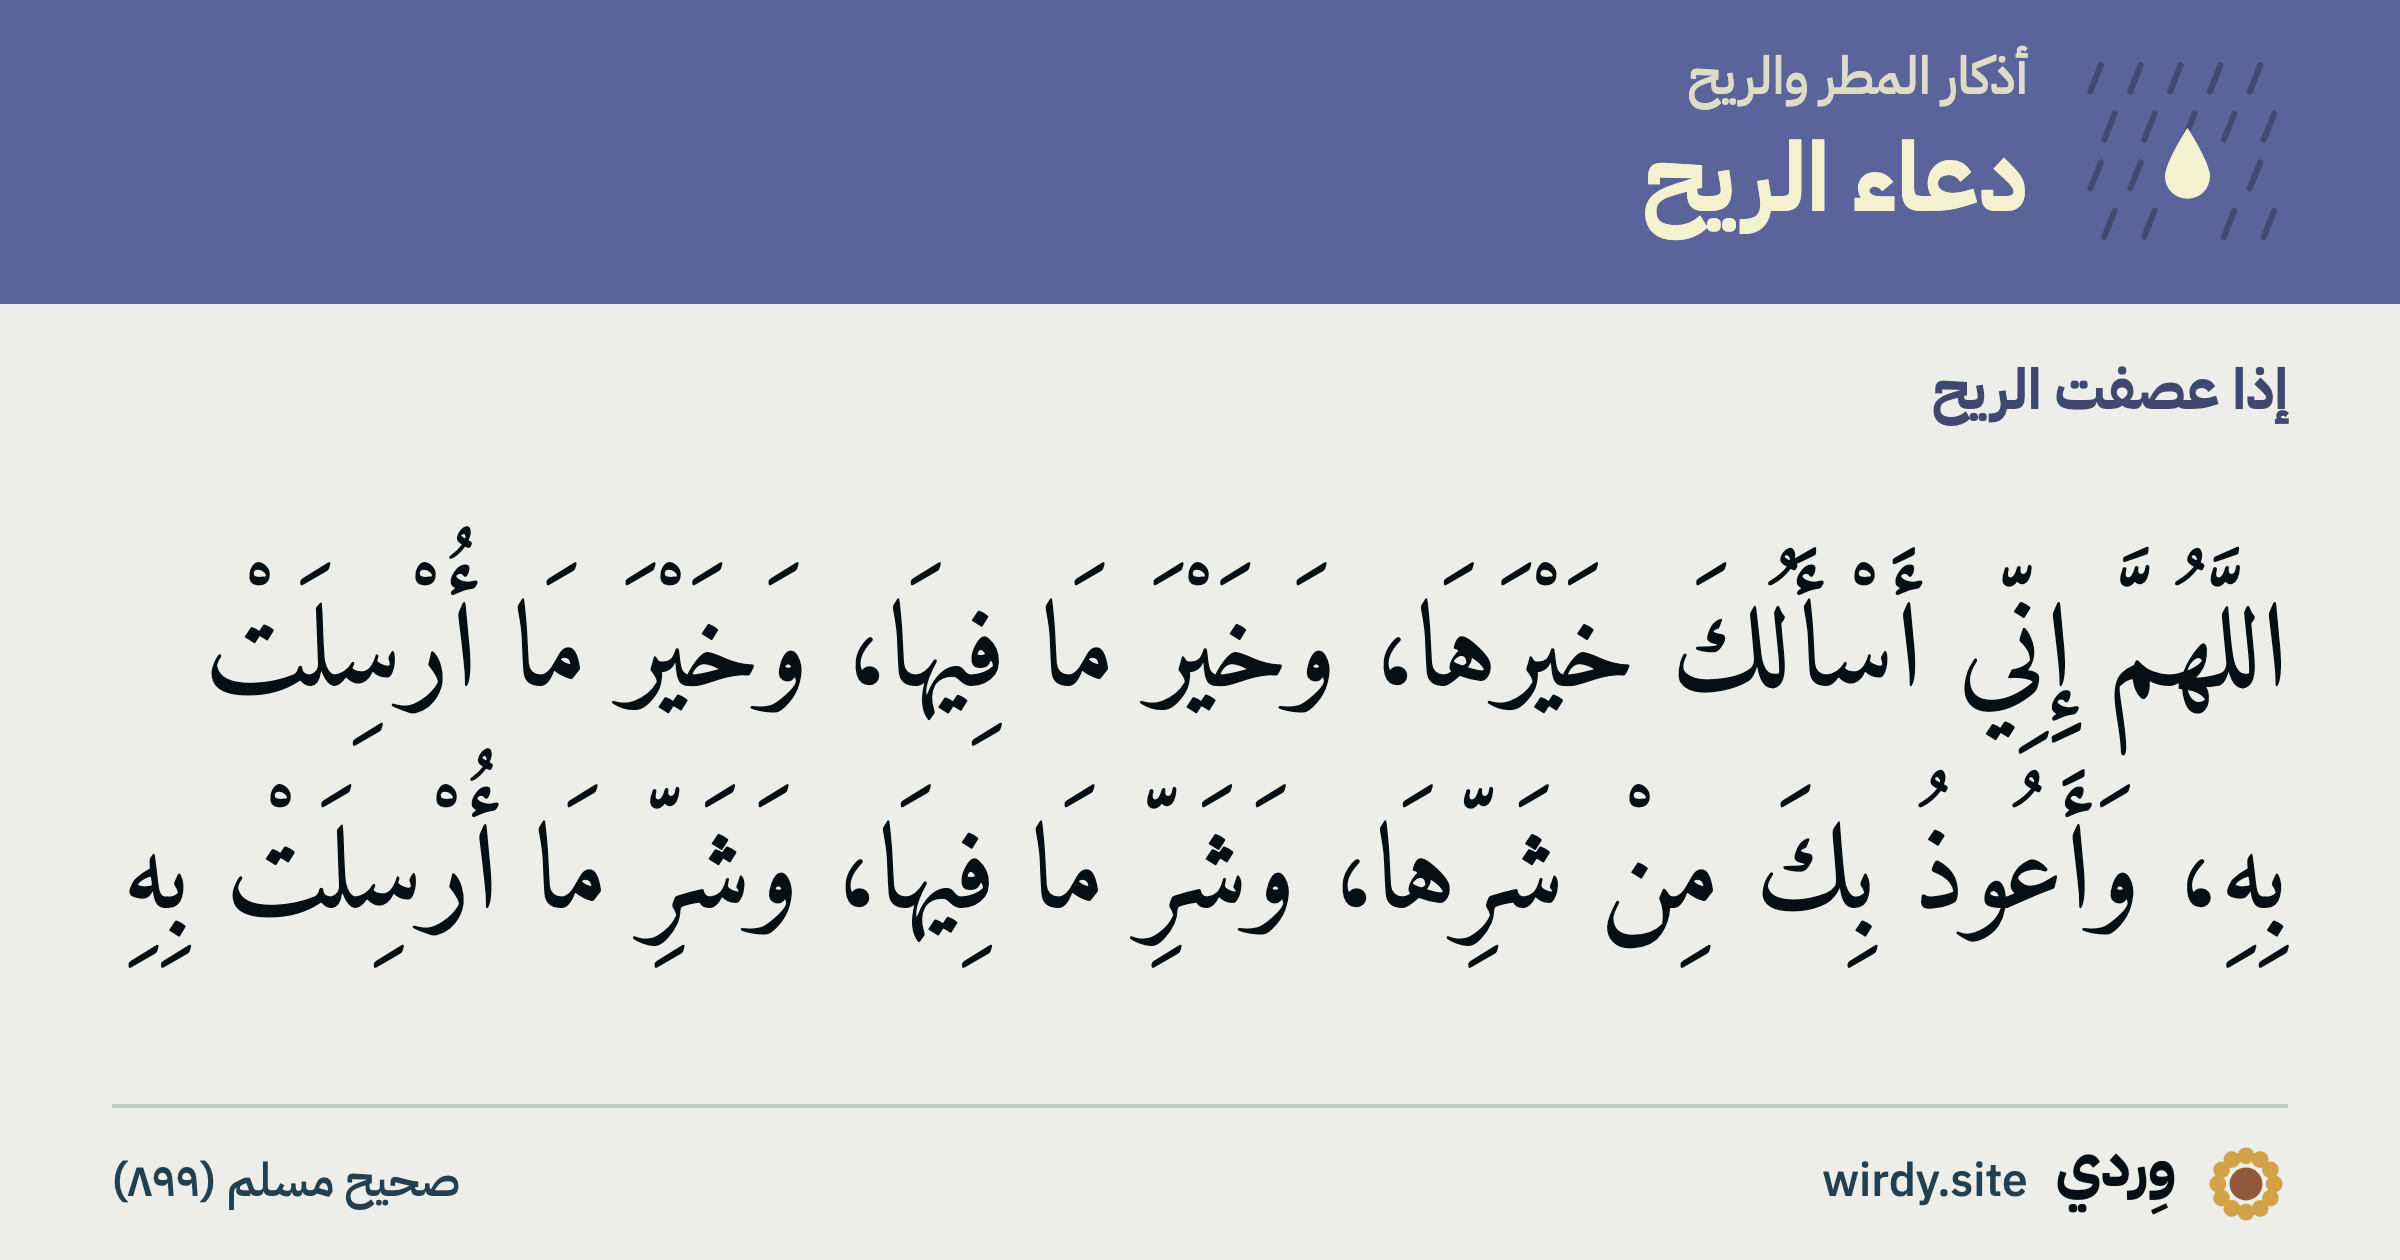 أذكار المطر والريح
دعاء الريح
إذا عصفت الريح
اللَّهُمَّ إِنِّي أَسْأَلُكَ خَيْرَهَا، وَخَيْرَ مَا فِيهَا، وَخَيْرَ مَا أُرْسِلَتْ
بِهِ، وَأَعُوذُ بِكَ مِنْ شَرِّهَا، وَشَرِّ مَا فِيهَا، وَشَرِّ مَا أُرْسِلَتْ بِهِ
وِردي wirdy.site
صحيح مسلم (٨٩٩)